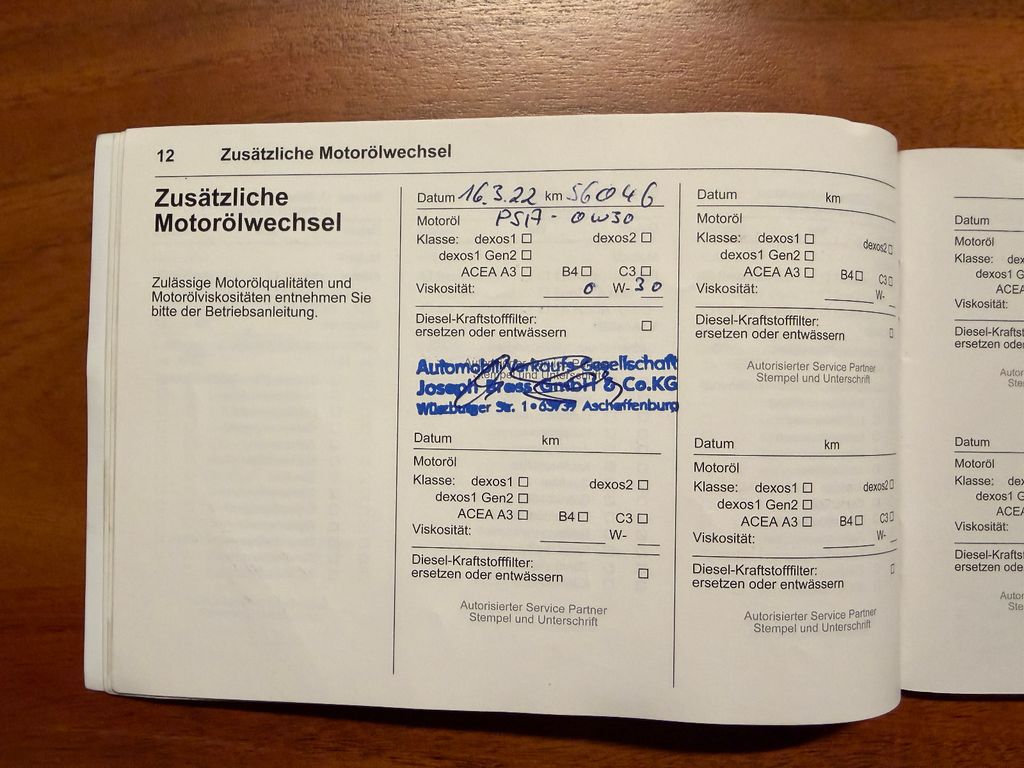 12 Zusätzliche Motorölwechsel
Zusätzliche
Motorölwechsel
Zulässige Motorölqualitäten und
Motorölviskositäten entnehmen Sie
bitte der Betriebsanleitung.
Datum 16.3.22 km 56046
Motoröl PSA - 0W30
Klasse: dexos1 ☐ dexos2 ☐
dexos1 Gen2 ☐
ACEA A3 ☐ B4 ☐ C3 ☐
Viskosität: 0 W- 30
Diesel-Kraftstofffilter:
ersetzen oder entwässern ☐
Automobil Verkaufs Gesellschaft
Joseph Brass GmbH & Co.KG
Würzburger Str. 1 • 63739 Aschaffenburg
Datum km
Motoröl
Klasse: dexos1 ☐ dexos2 ☐
dexos1 Gen2 ☐
ACEA A3 ☐ B4 ☐ C3 ☐
Viskosität: W-
Diesel-Kraftstofffilter:
ersetzen oder entwässern ☐
Autorisierter Service Partner
Stempel und Unterschrift
Datum km
Motoröl
Klasse: dexos1 ☐ dexos2 ☐
dexos1 Gen2 ☐
ACEA A3 ☐ B4 ☐ C3 ☐
Viskosität: W-
Diesel-Kraftstofffilter:
ersetzen oder entwässern ☐
Autorisierter Service Partner
Stempel und Unterschrift
Datum km
Motoröl
Klasse: dexos1 ☐ dexos2 ☐
dexos1 Gen2 ☐
ACEA A3 ☐ B4 ☐ C3 ☐
Viskosität: W-
Diesel-Kraftstofffilter:
ersetzen oder entwässern ☐
Autorisierter Service Partner
Stempel und Unterschrift
Datum
Motoröl
Klasse:
dexos1
ACEA
Viskosität:
Diesel-Kraftstofffilter
ersetzen oder
Datum
Motoröl
Klasse:
dexos1
ACEA
Viskosität:
Diesel-Kraftstofffilter
ersetzen oder